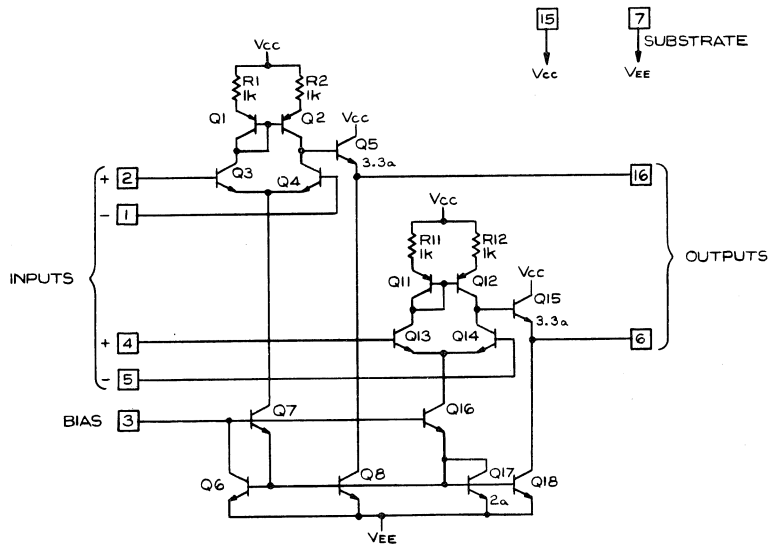 15 7
SUBSTRATE
VCC VEE
VCC
R1 1k R2 1k
Q1 Q2
VCC
Q5
3.3a
+ 2 Q3 Q4 16
- 1
VCC
R11 1k R12 1k
INPUTS OUTPUTS
Q11 Q12
VCC
Q15
3.3a
+ 4 Q13 Q14 6
- 5
BIAS 3 Q7 Q16
Q6 Q8 Q17 Q18
2a
VEE